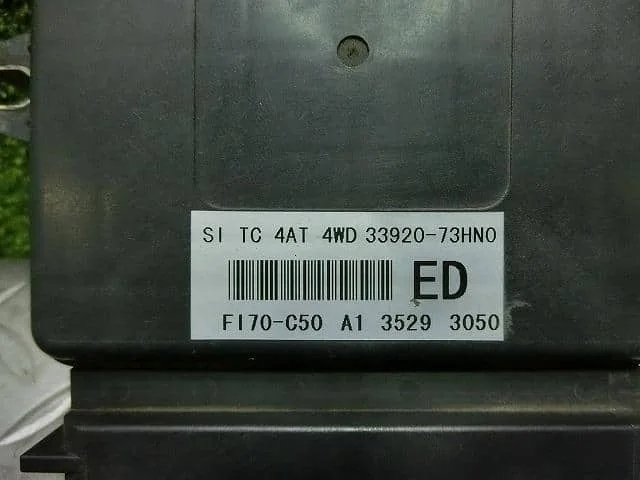 SI TC 4AT 4WD 33920-73HN0
ED
FI70-C50 A1 3529 3050